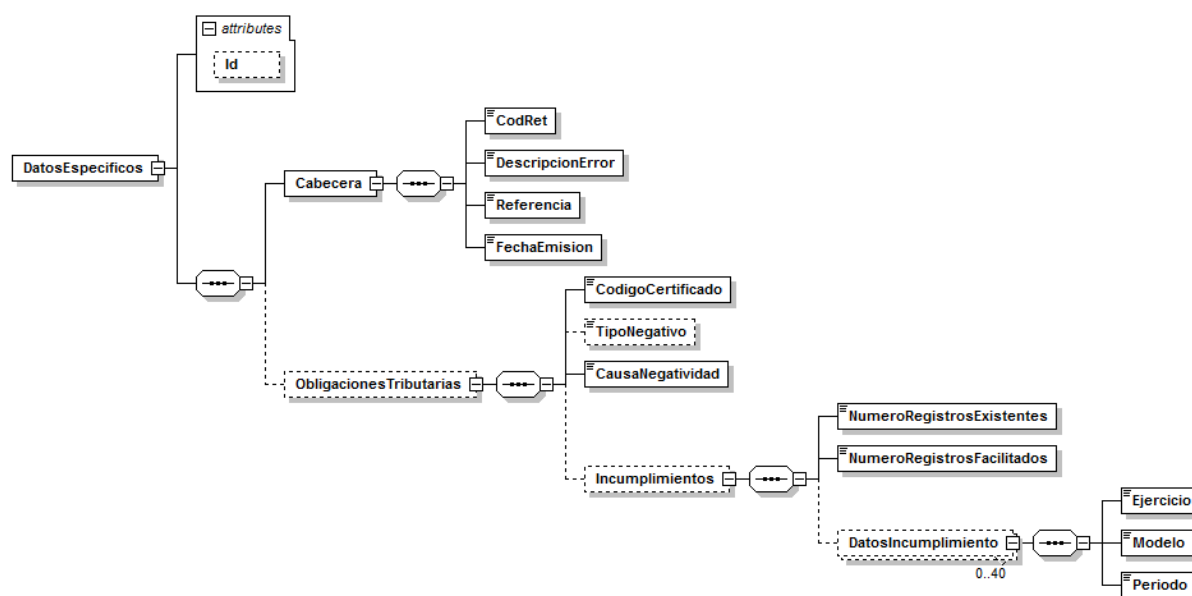 attributes
Id
DatosEspecificos
Cabecera
CodRet
DescripcionError
Referencia
FechaEmision
ObligacionesTributarias
CodigoCertificado
TipoNegativo
CausaNegatividad
Incumplimientos
NumeroRegistrosExistentes
NumeroRegistrosFacilitados
DatosIncumplimiento
0..40
Ejercicio
Modelo
Periodo